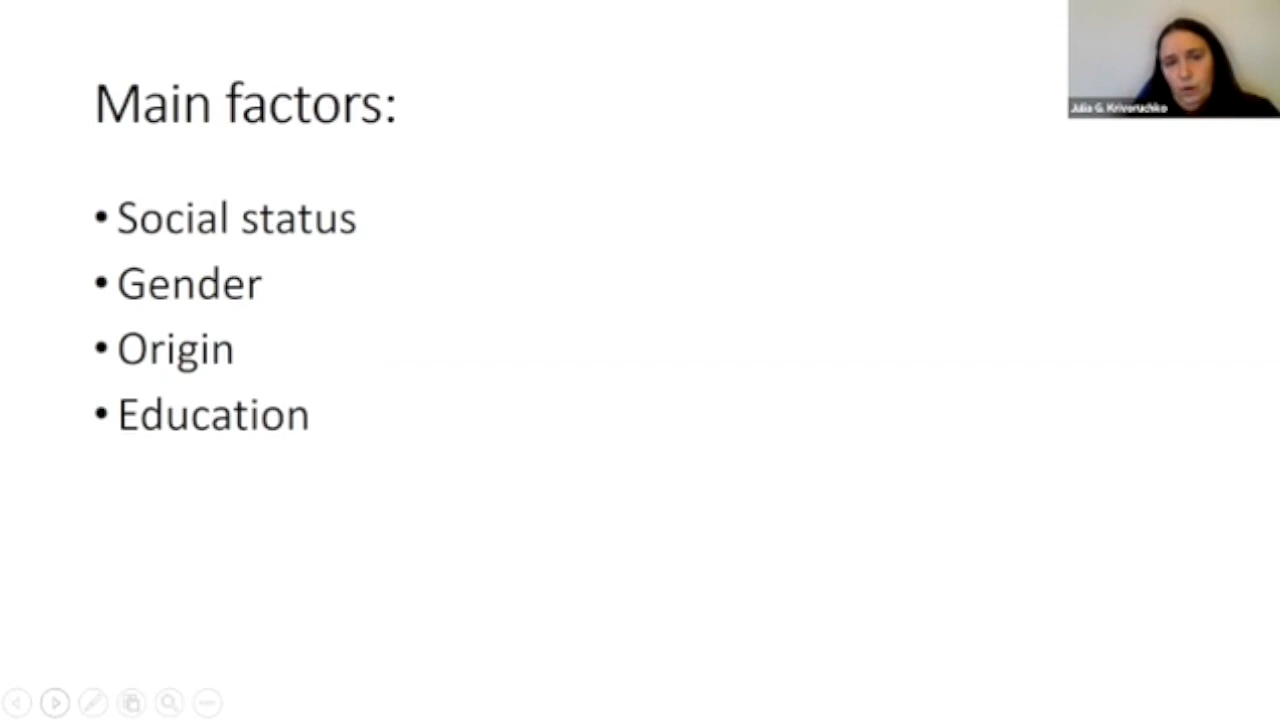 Main factors:
• Social status
• Gender
• Origin
• Education
Julia G. Krivoruchko